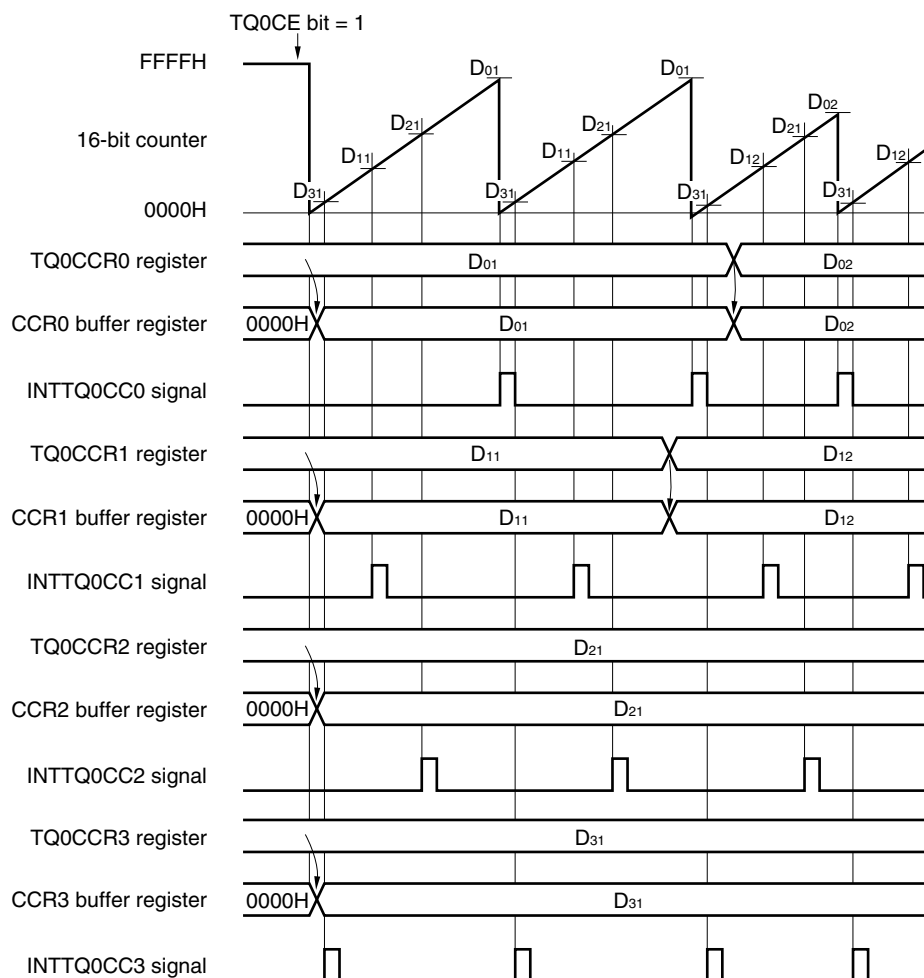 TQ0CE bit = 1
FFFFH
D01 D01
D02
D21 D21 D21
16-bit counter
D11 D11 D12 D12
D31 D31 D31 D31
0000H
TQ0CCR0 register D01 D02
CCR0 buffer register 0000H D01 D02
INTTQ0CC0 signal
TQ0CCR1 register D11 D12
CCR1 buffer register 0000H D11 D12
INTTQ0CC1 signal
TQ0CCR2 register D21
CCR2 buffer register 0000H D21
INTTQ0CC2 signal
TQ0CCR3 register D31
CCR3 buffer register 0000H D31
INTTQ0CC3 signal